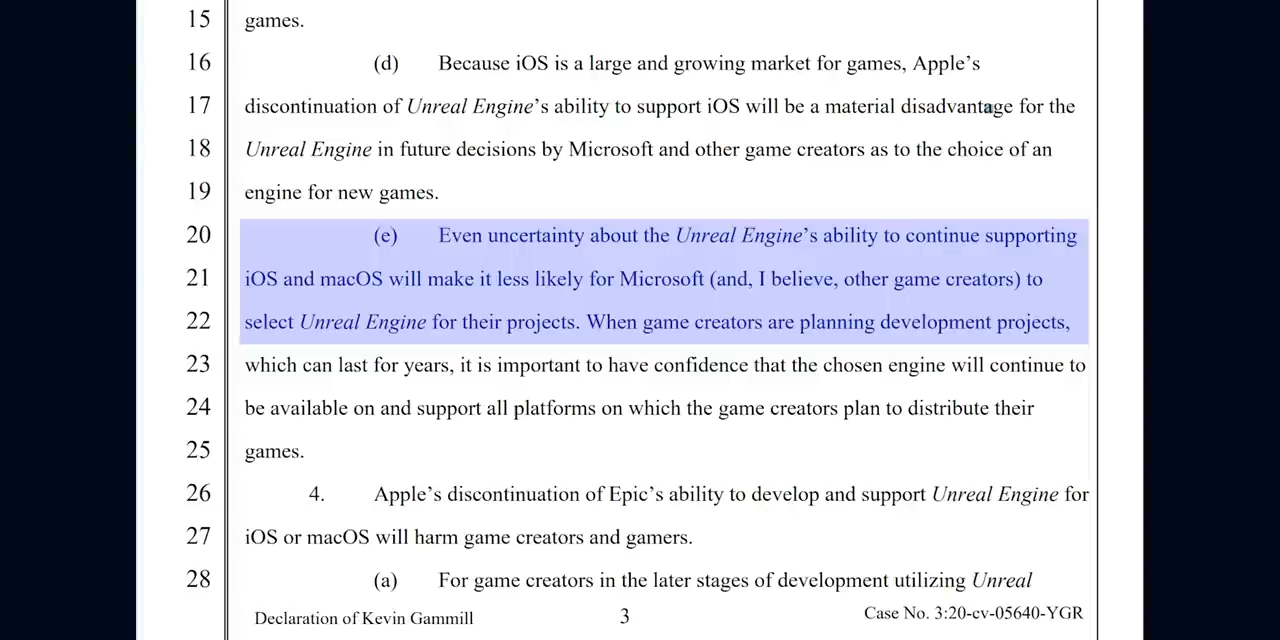 15 games.
16 (d) Because iOS is a large and growing market for games, Apple’s
17 discontinuation of Unreal Engine’s ability to support iOS will be a material disadvantage for the
18 Unreal Engine in future decisions by Microsoft and other game creators as to the choice of an
19 engine for new games.
20 (e) Even uncertainty about the Unreal Engine’s ability to continue supporting
21 iOS and macOS will make it less likely for Microsoft (and, I believe, other game creators) to
22 select Unreal Engine for their projects. When game creators are planning development projects,
23 which can last for years, it is important to have confidence that the chosen engine will continue to
24 be available on and support all platforms on which the game creators plan to distribute their
25 games.
26 4. Apple’s discontinuation of Epic’s ability to develop and support Unreal Engine for
27 iOS or macOS will harm game creators and gamers.
28 (a) For game creators in the later stages of development utilizing Unreal
Declaration of Kevin Gammill 3 Case No. 3:20-cv-05640-YGR